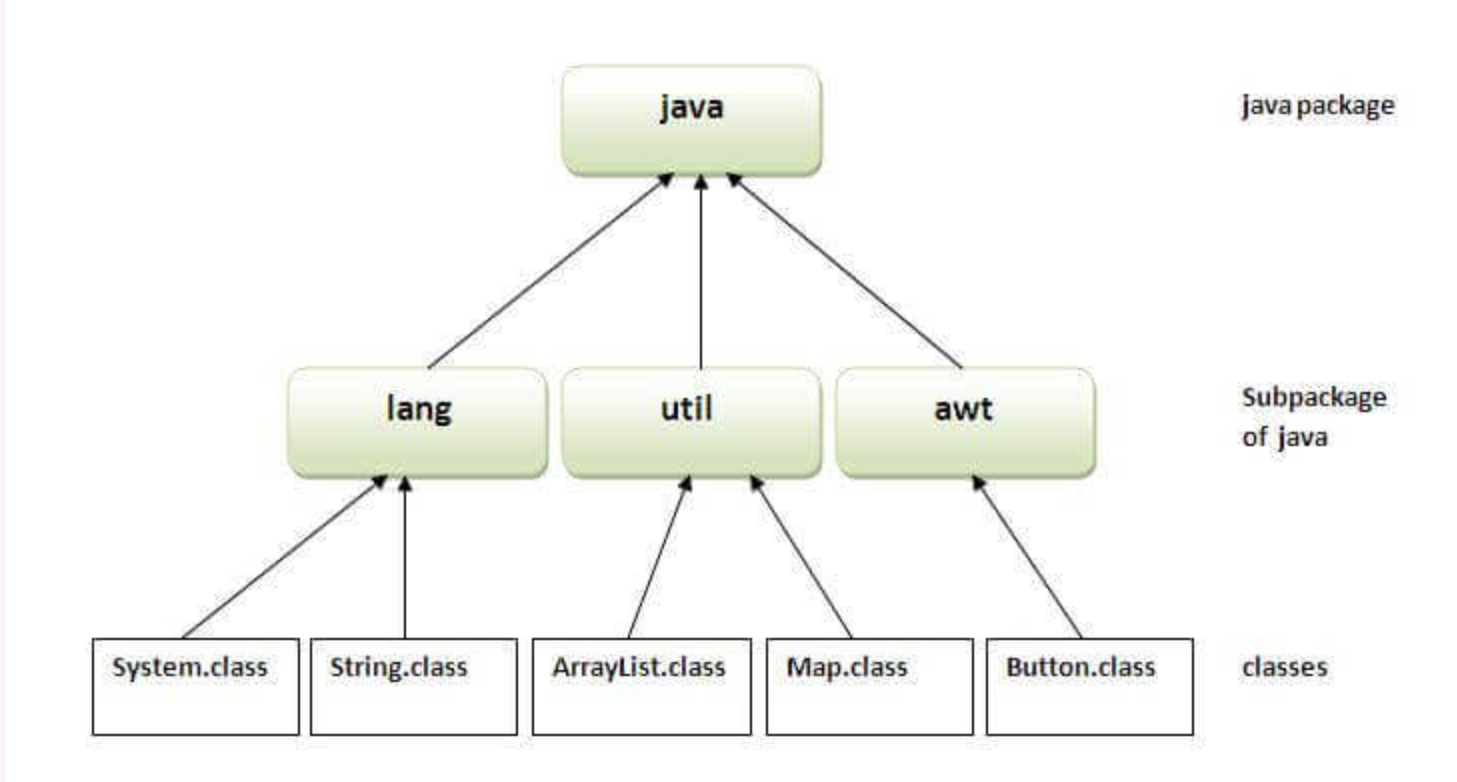 java
java package
lang
util
awt
Subpackage
of java
System.class
String.class
ArrayList.class
Map.class
Button.class
classes